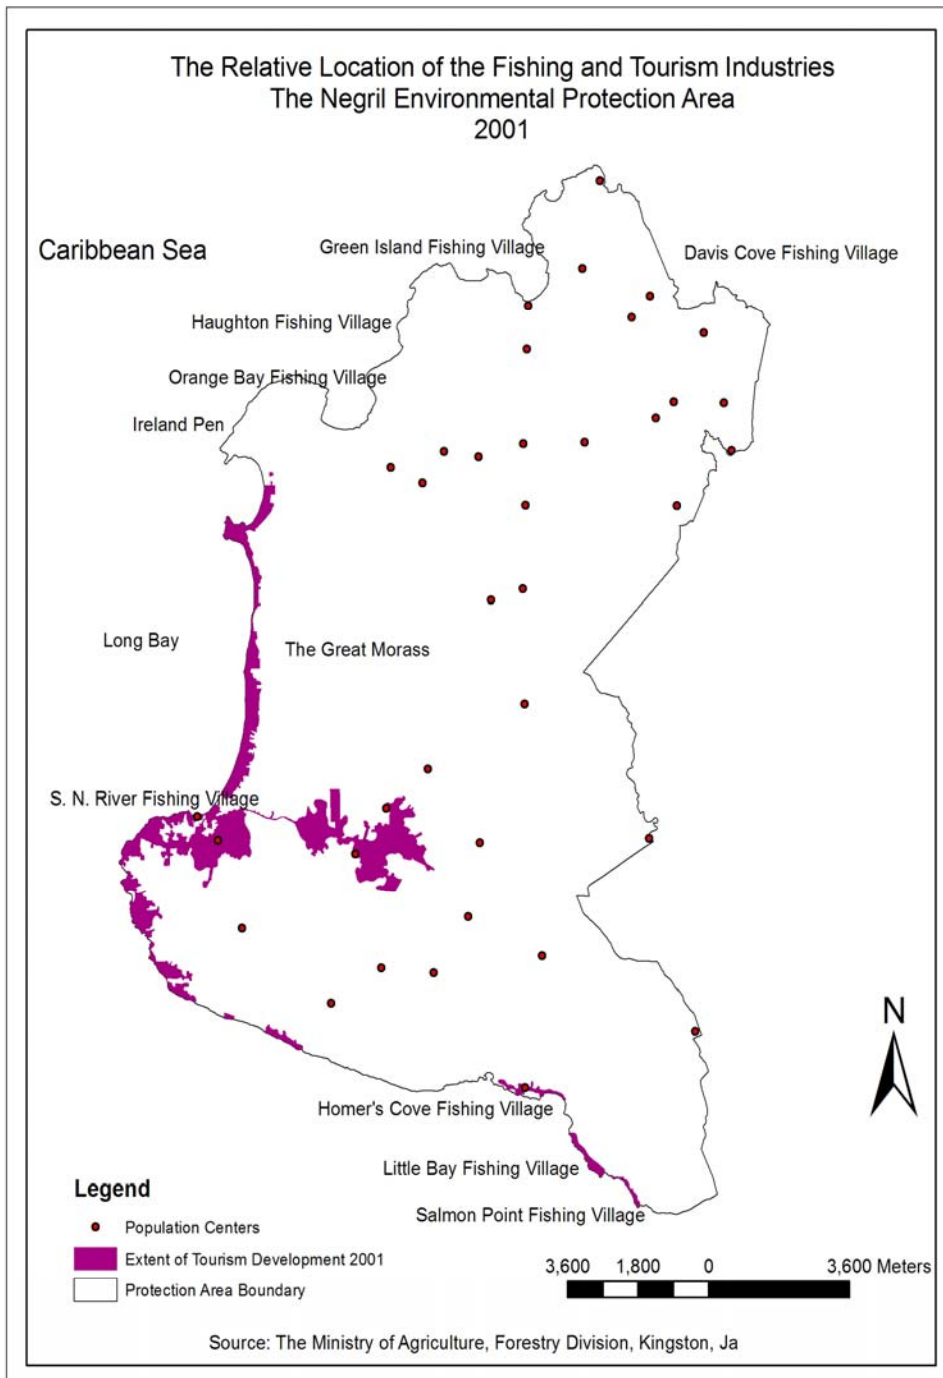 The Relative Location of the Fishing and Tourism Industries
The Negril Environmental Protection Area
2001
Caribbean Sea
Green Island Fishing Village
Davis Cove Fishing Village
Haughton Fishing Village
Orange Bay Fishing Village
Ireland Pen
Long Bay
The Great Morass
S. N. River Fishing Village
N
Homer's Cove Fishing Village
Little Bay Fishing Village
Salmon Point Fishing Village
Legend
Population Centers
Extent of Tourism Development 2001
Protection Area Boundary
3,600 1,800 0 3,600 Meters
Source: The Ministry of Agriculture, Forestry Division, Kingston, Ja